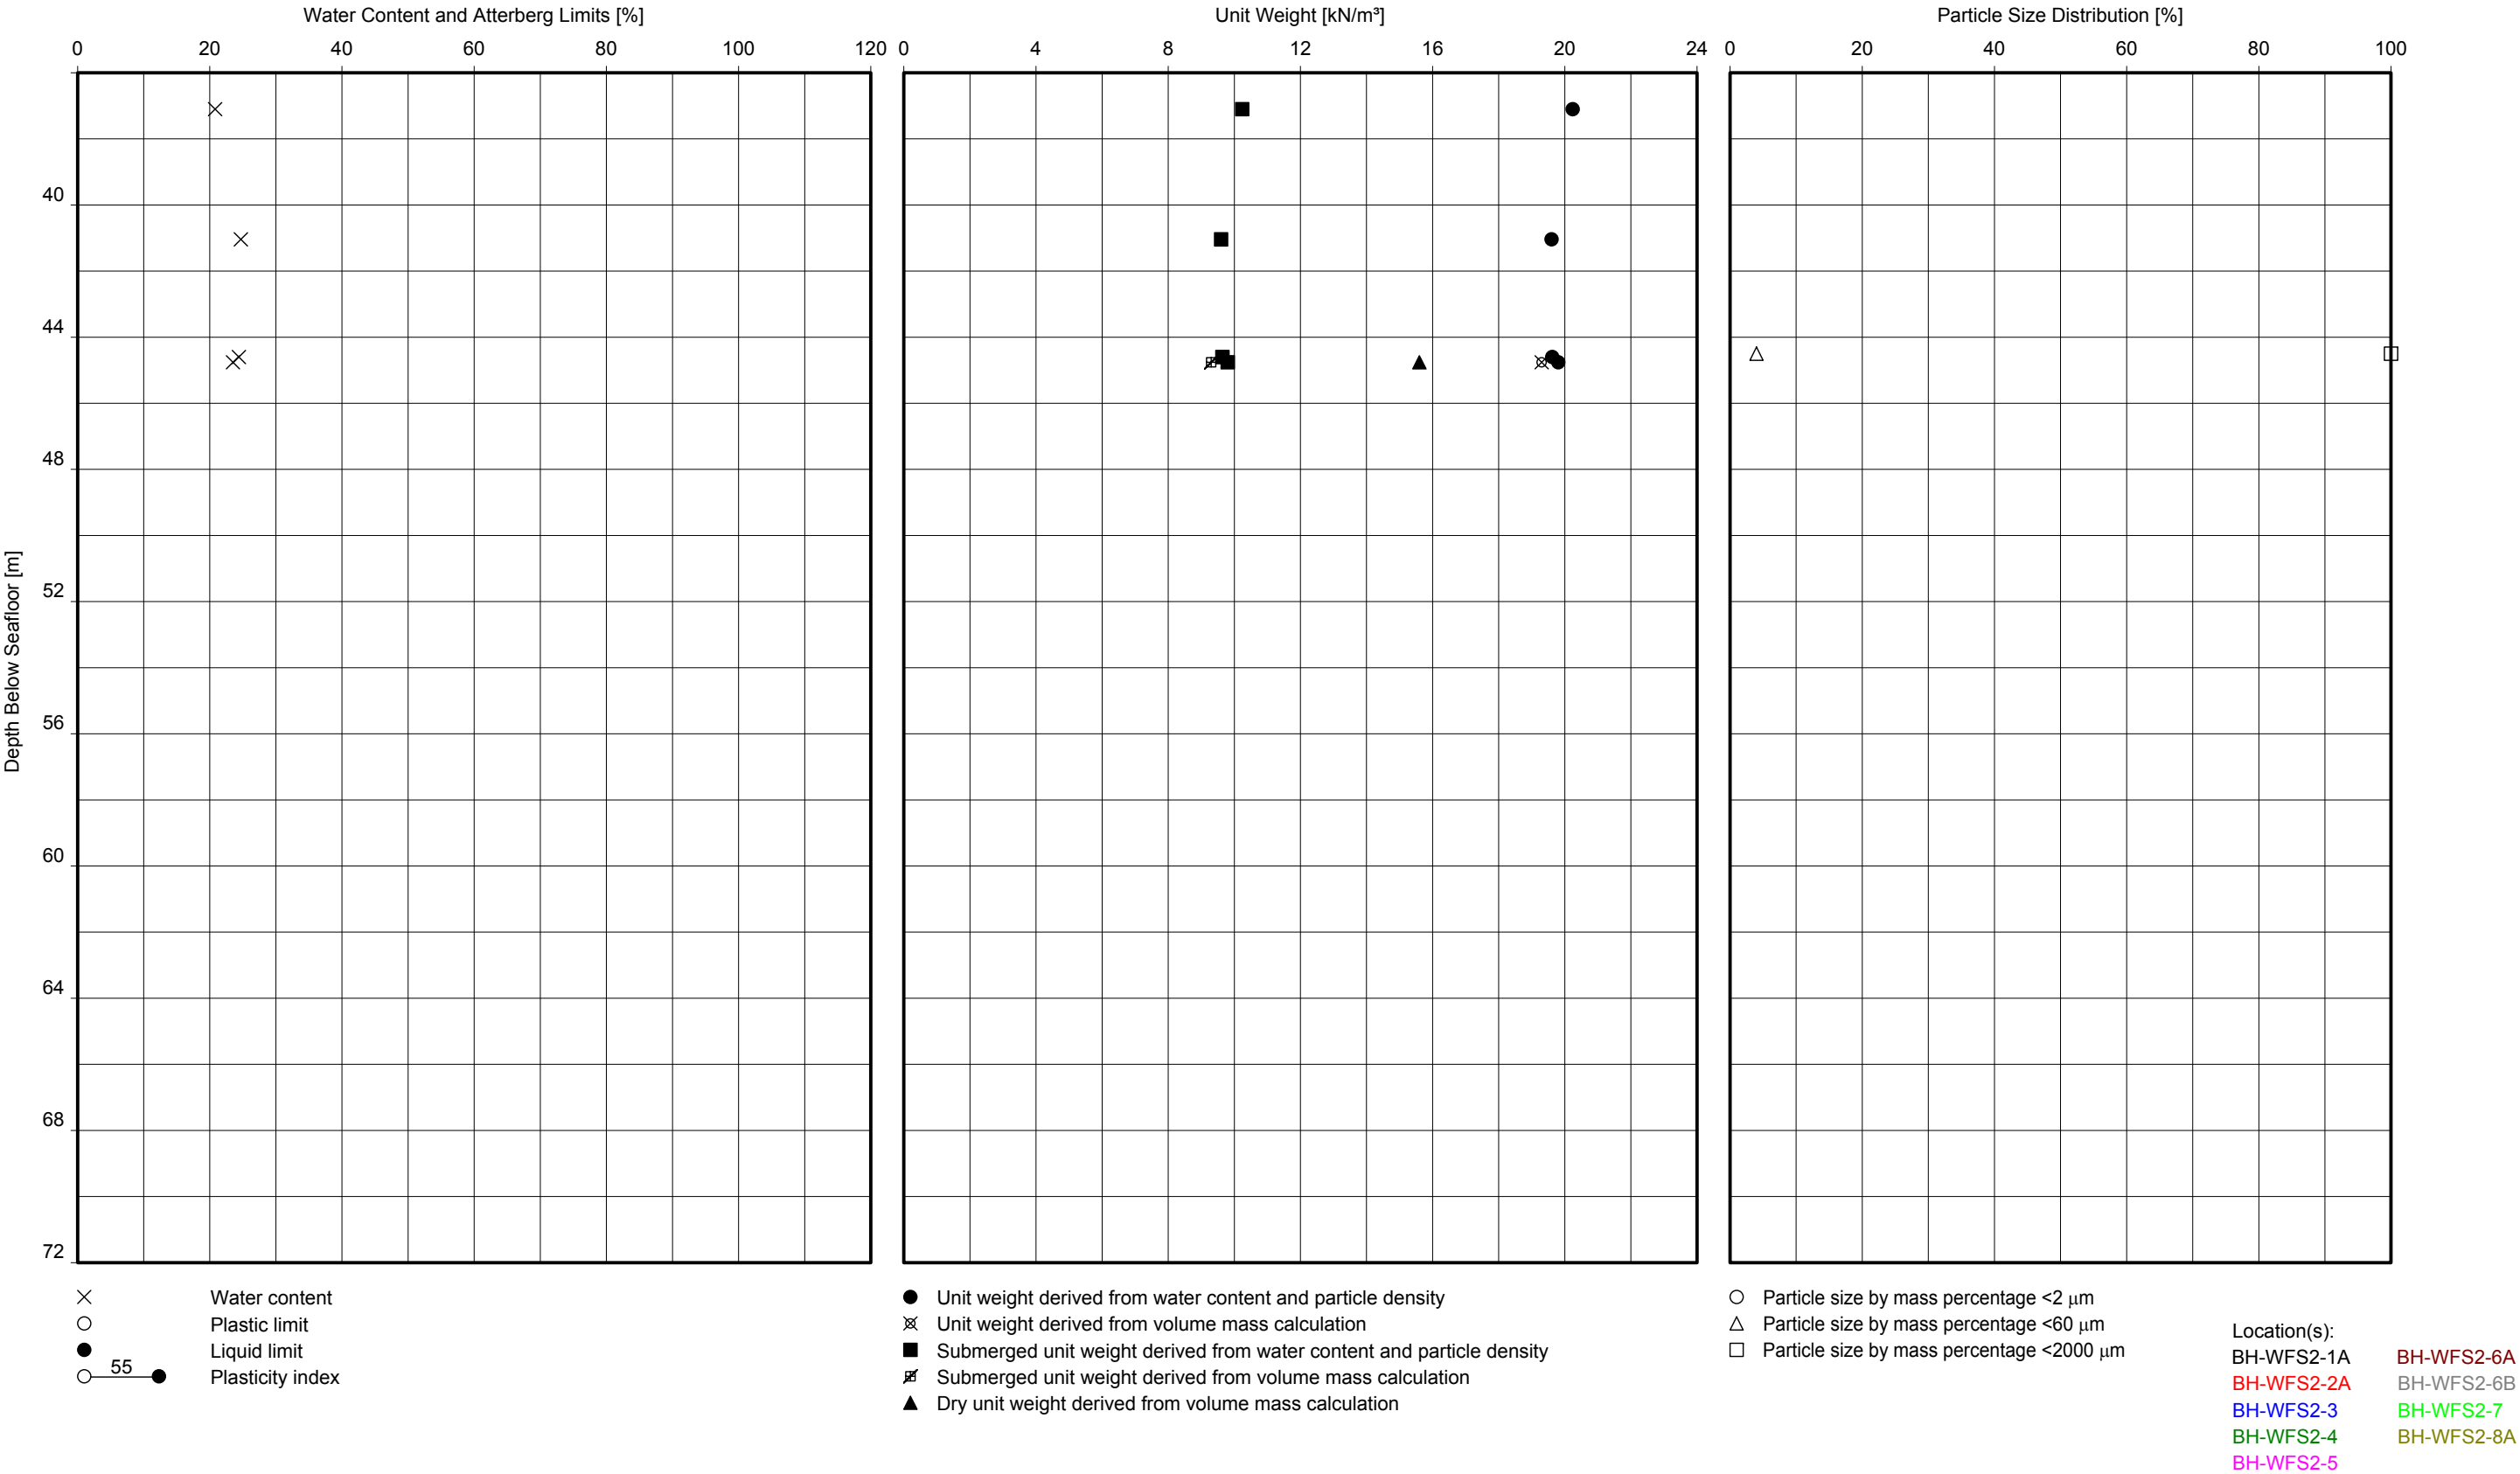 Water Content and Atterberg Limits [%]
Unit Weight [kN/m³]
Particle Size Distribution [%]
0 20 40 60 80 100 120
0 4 8 12 16 20 24
0 20 40 60 80 100
Depth Below Seafloor [m]
40
44
48
52
56
60
64
68
72
Water content
Plastic limit
Liquid limit
55
Plasticity index
Unit weight derived from water content and particle density
Unit weight derived from volume mass calculation
Submerged unit weight derived from water content and particle density
Submerged unit weight derived from volume mass calculation
Dry unit weight derived from volume mass calculation
Particle size by mass percentage <2 μm
Particle size by mass percentage <60 μm
Particle size by mass percentage <2000 μm
Location(s):
BH-WFS2-1A
BH-WFS2-2A
BH-WFS2-3
BH-WFS2-4
BH-WFS2-5
BH-WFS2-6A
BH-WFS2-6B
BH-WFS2-7
BH-WFS2-8A